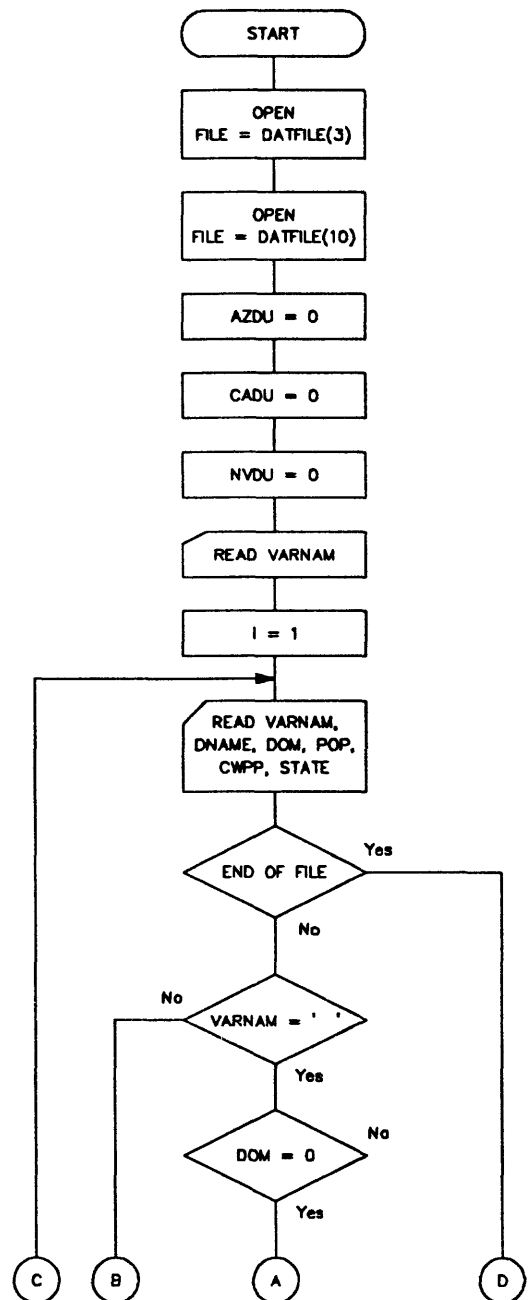 START
OPEN
FILE = DATFILE(3)
OPEN
FILE = DATFILE(10)
AZDU = 0
CADU = 0
NVDU = 0
READ VARNAM
I = 1
READ VARNAM,
DNAME, DOM, POP,
CWPP, STATE
END OF FILE
Yes
No
VARNAM = ' '
No
Yes
DOM = 0
No
Yes
C
B
A
D